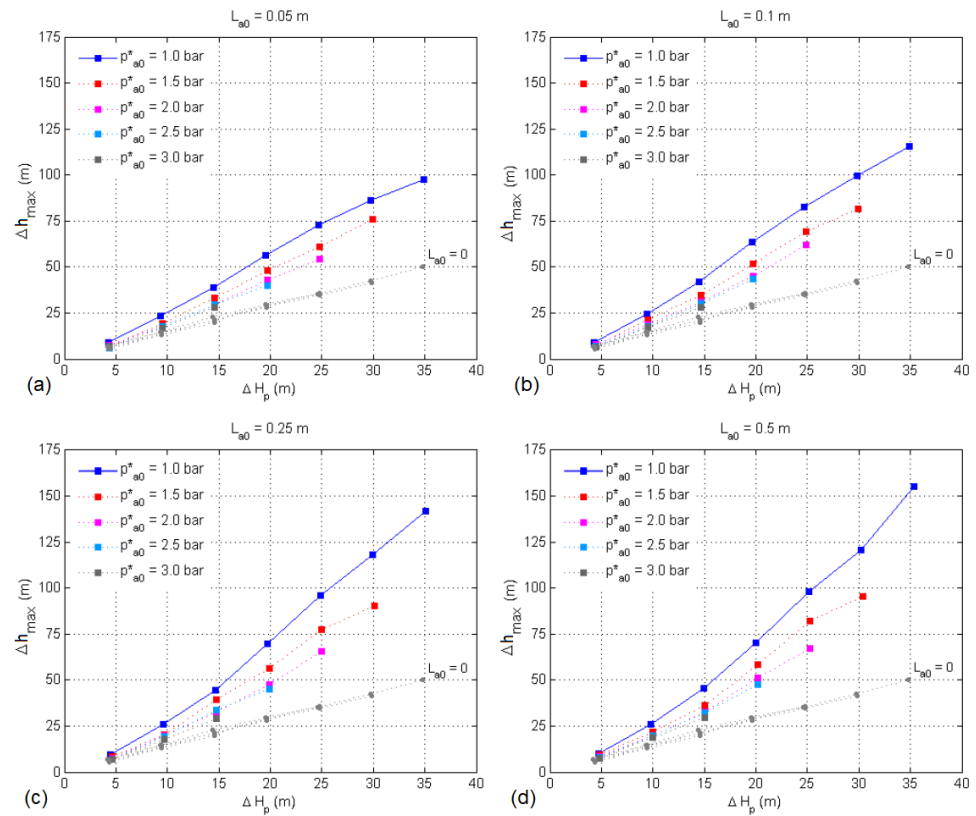 L_a0 = 0.05 m
175
150
125
100
75
50
25
0
Δh_max (m)
p*_a0 = 1.0 bar
p*_a0 = 1.5 bar
p*_a0 = 2.0 bar
p*_a0 = 2.5 bar
p*_a0 = 3.0 bar
L_a0 = 0
0 5 10 15 20 25 30 35 40
(a)
ΔH_p (m)
L_a0 = 0.1 m
175
150
125
100
75
50
25
0
Δh_max (m)
p*_a0 = 1.0 bar
p*_a0 = 1.5 bar
p*_a0 = 2.0 bar
p*_a0 = 2.5 bar
p*_a0 = 3.0 bar
L_a0 = 0
0 5 10 15 20 25 30 35 40
(b)
ΔH_p (m)
L_a0 = 0.25 m
175
150
125
100
75
50
25
0
Δh_max (m)
p*_a0 = 1.0 bar
p*_a0 = 1.5 bar
p*_a0 = 2.0 bar
p*_a0 = 2.5 bar
p*_a0 = 3.0 bar
L_a0 = 0
0 5 10 15 20 25 30 35 40
(c)
ΔH_p (m)
L_a0 = 0.5 m
175
150
125
100
75
50
25
0
Δh_max (m)
p*_a0 = 1.0 bar
p*_a0 = 1.5 bar
p*_a0 = 2.0 bar
p*_a0 = 2.5 bar
p*_a0 = 3.0 bar
L_a0 = 0
0 5 10 15 20 25 30 35 40
(d)
ΔH_p (m)